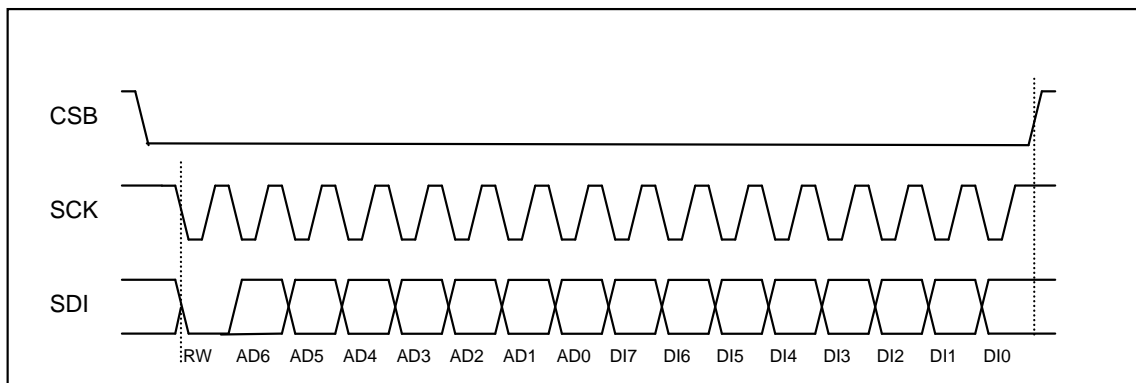 CSB
SCK
SDI
RW AD6 AD5 AD4 AD3 AD2 AD1 AD0 DI7 DI6 DI5 DI4 DI3 DI2 DI1 DI0